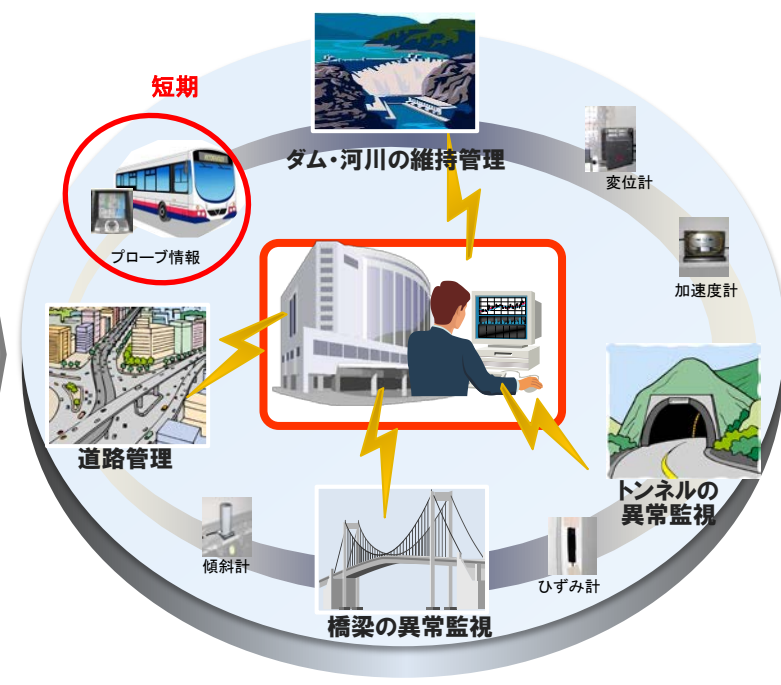 短期
ダム・河川の維持管理
変位計
プローブ情報
加速度計
道路管理
トンネルの
異常監視
傾斜計
ひずみ計
橋梁の異常監視